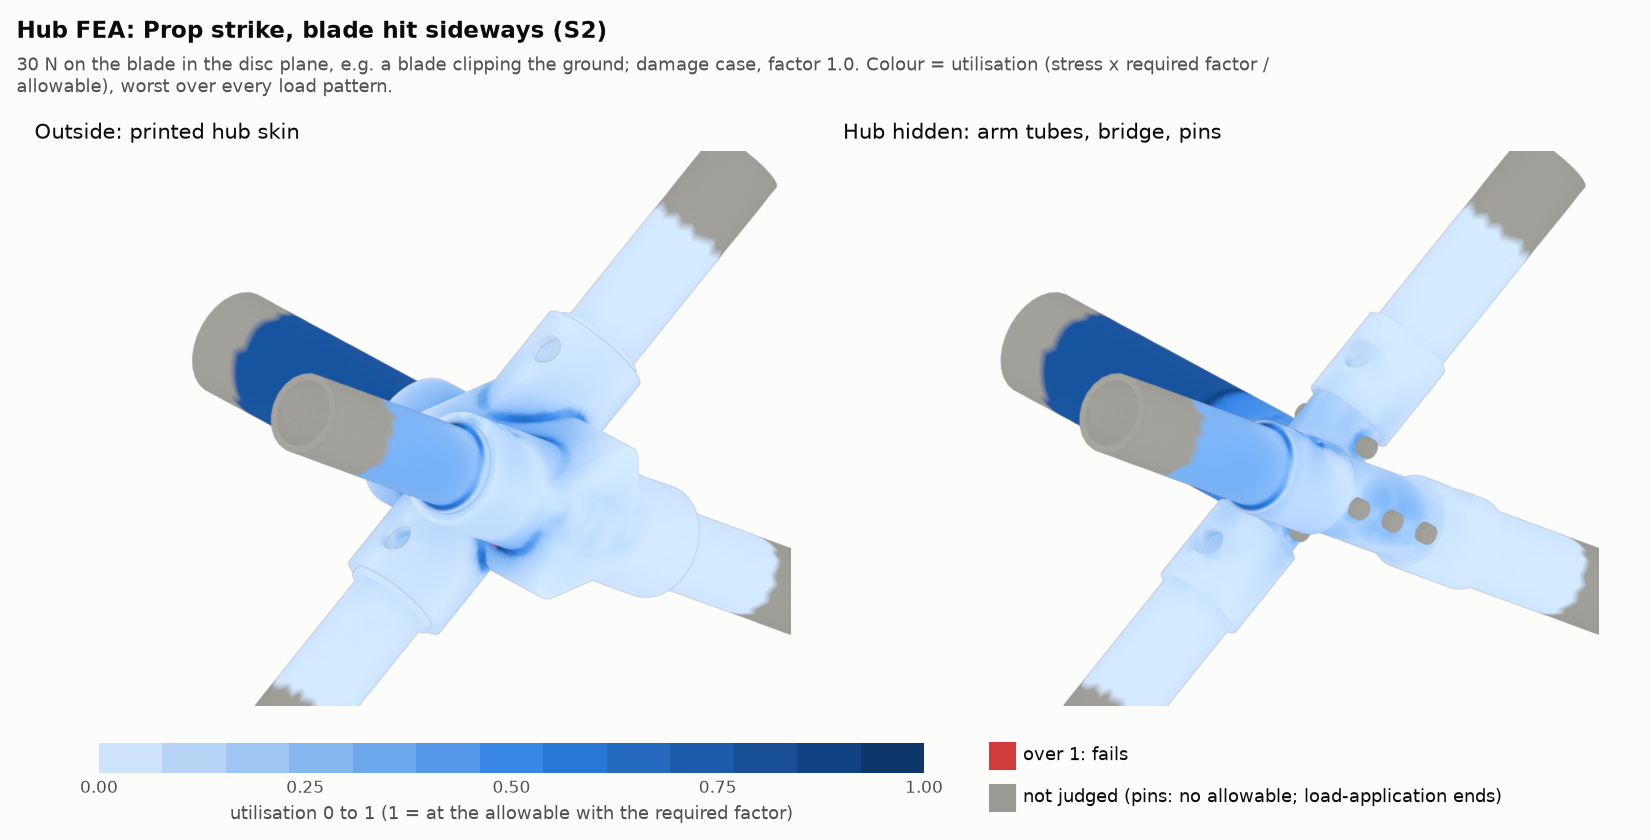 Hub FEA: Prop strike, blade hit sideways (S2)
30 N on the blade in the disc plane, e.g. a blade clipping the ground; damage case, factor 1.0. Colour = utilisation (stress x required factor /
allowable), worst over every load pattern.
Outside: printed hub skin
Hub hidden: arm tubes, bridge, pins
0.00 0.25 0.50 0.75 1.00
utilisation 0 to 1 (1 = at the allowable with the required factor)
over 1: fails
not judged (pins: no allowable; load-application ends)